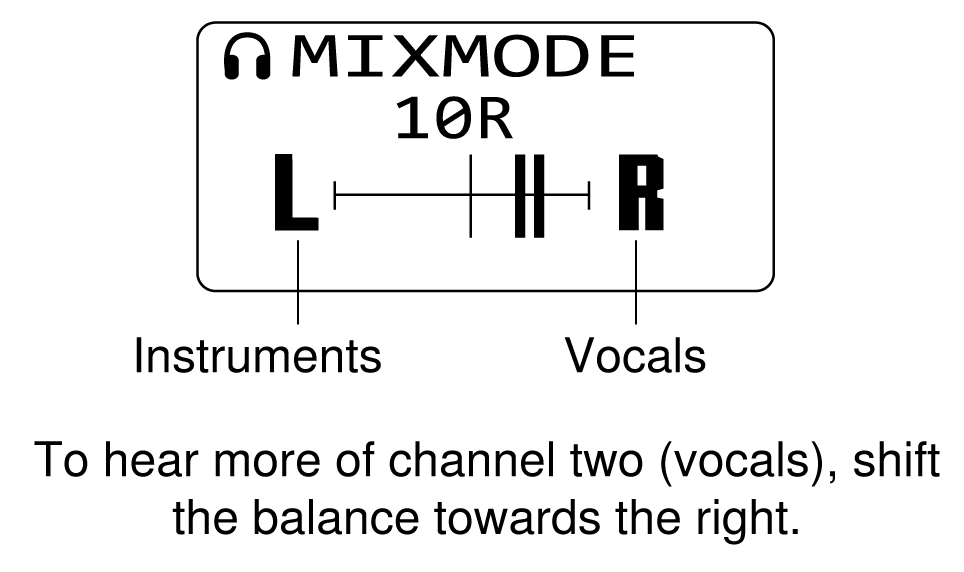 MIXMODE
10R
L R
Instruments Vocals
To hear more of channel two (vocals), shift
the balance towards the right.